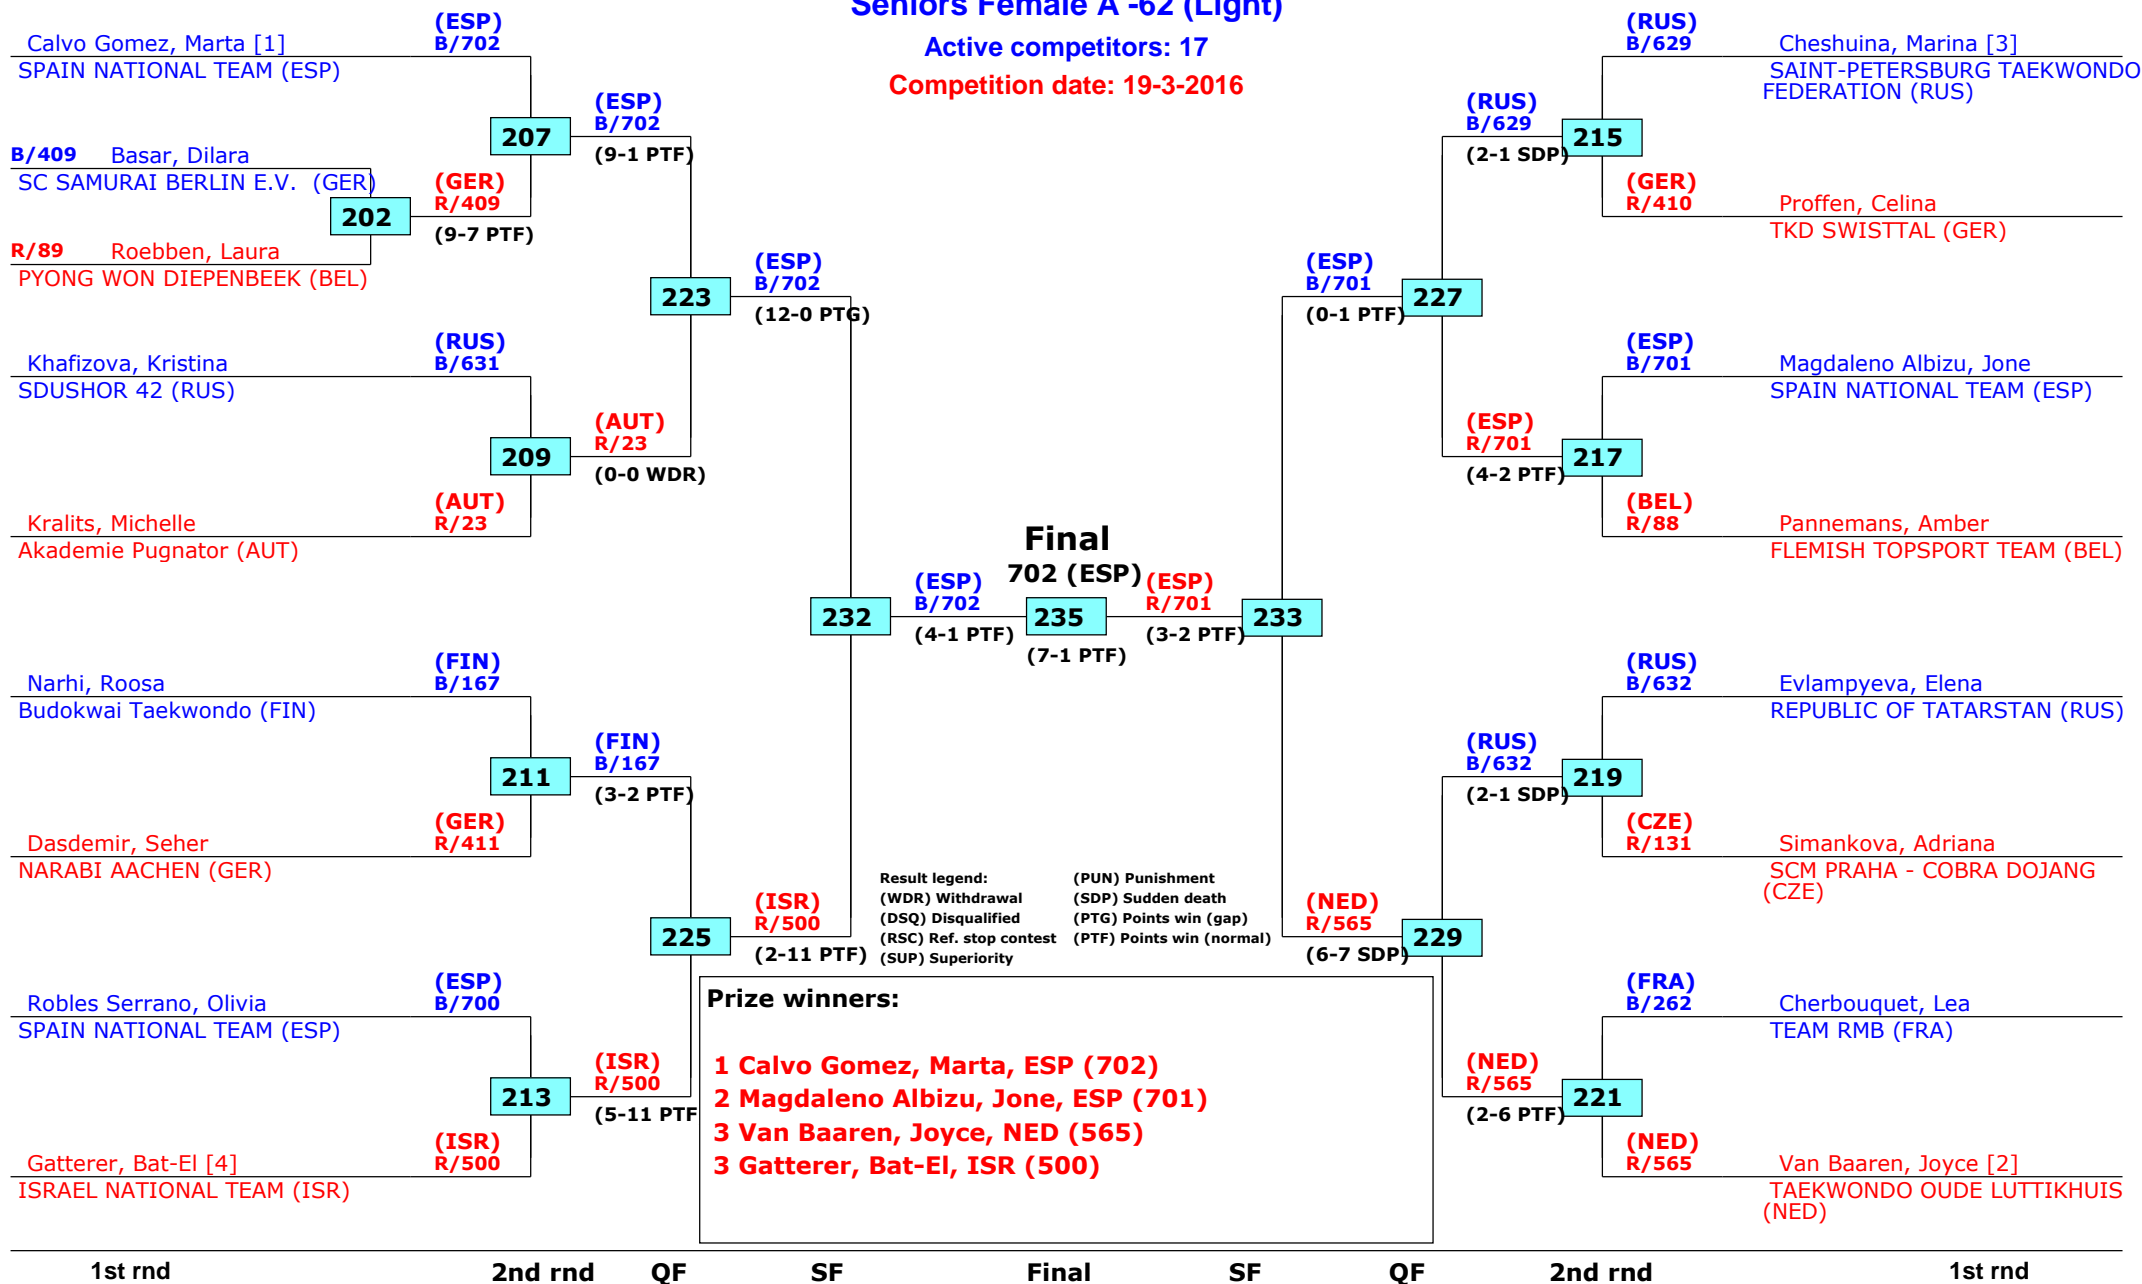 Seniors Female A -62 (Light)
Active competitors: 17
Competition date: 19-3-2016
Calvo Gomez, Marta [1]
SPAIN NATIONAL TEAM (ESP)
(ESP)
B/702
B/409 Basar, Dilara
SC SAMURAI BERLIN E.V. (GER)
202
R/89 Roebben, Laura
PYONG WON DIEPENBEEK (BEL)
(GER)
R/409
(9-7 PTF)
207
(ESP)
B/702
(9-1 PTF)
Khafizova, Kristina
SDUSHOR 42 (RUS)
(RUS)
B/631
209
(AUT)
R/23
(0-0 WDR)
Kralits, Michelle
Akademie Pugnator (AUT)
(AUT)
R/23
223
(ESP)
B/702
(12-0 PTG)
Narhi, Roosa
Budokwai Taekwondo (FIN)
(FIN)
B/167
211
(FIN)
B/167
(3-2 PTF)
Dasdemir, Seher
NARABI AACHEN (GER)
(GER)
R/411
225
(ISR)
R/500
(2-11 PTF)
Robles Serrano, Olivia
SPAIN NATIONAL TEAM (ESP)
(ESP)
B/700
213
(ISR)
R/500
(5-11 PTF
Gatterer, Bat-El [4]
ISRAEL NATIONAL TEAM (ISR)
(ISR)
R/500
232
(ESP)
B/702
(4-1 PTF)
Final
702 (ESP)
235
(7-1 PTF)
(ESP)
R/701
(3-2 PTF)
233
(RUS)
B/629
Cheshuina, Marina [3]
SAINT-PETERSBURG TAEKWONDO
FEDERATION (RUS)
(RUS)
B/629
(2-1 SDP)
215
(GER)
R/410
Proffen, Celina
TKD SWISTTAL (GER)
(ESP)
B/701
(0-1 PTF)
227
(ESP)
B/701
Magdaleno Albizu, Jone
SPAIN NATIONAL TEAM (ESP)
(ESP)
R/701
(4-2 PTF)
217
(BEL)
R/88
Pannemans, Amber
FLEMISH TOPSPORT TEAM (BEL)
(RUS)
B/632
Evlampyeva, Elena
REPUBLIC OF TATARSTAN (RUS)
(RUS)
B/632
(2-1 SDP)
219
(CZE)
R/131
Simankova, Adriana
SCM PRAHA - COBRA DOJANG
(CZE)
(NED)
R/565
(6-7 SDP)
229
(FRA)
B/262
Cherbouquet, Lea
TEAM RMB (FRA)
(NED)
R/565
(2-6 PTF)
221
(NED)
R/565
Van Baaren, Joyce [2]
TAEKWONDO OUDE LUTTIKHUIS
(NED)
Result legend:
(WDR) Withdrawal
(DSQ) Disqualified
(RSC) Ref. stop contest
(SUP) Superiority
(PUN) Punishment
(SDP) Sudden death
(PTG) Points win (gap)
(PTF) Points win (normal)
Prize winners:
1 Calvo Gomez, Marta, ESP (702)
2 Magdaleno Albizu, Jone, ESP (701)
3 Van Baaren, Joyce, NED (565)
3 Gatterer, Bat-El, ISR (500)
1st rnd 2nd rnd QF SF Final SF QF 2nd rnd 1st rnd